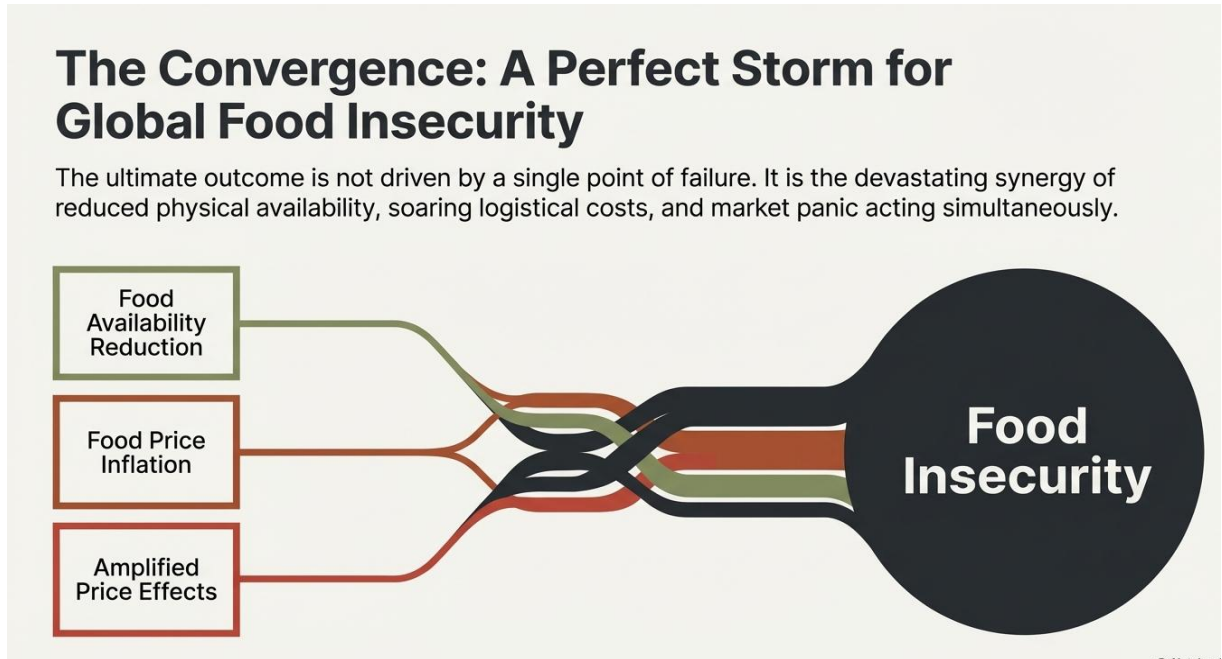 The Convergence: A Perfect Storm for
Global Food Insecurity
The ultimate outcome is not driven by a single point of failure. It is the devastating synergy of
reduced physical availability, soaring logistical costs, and market panic acting simultaneously.
Food
Availability
Reduction
Food Price
Inflation
Amplified
Price Effects
Food
Insecurity